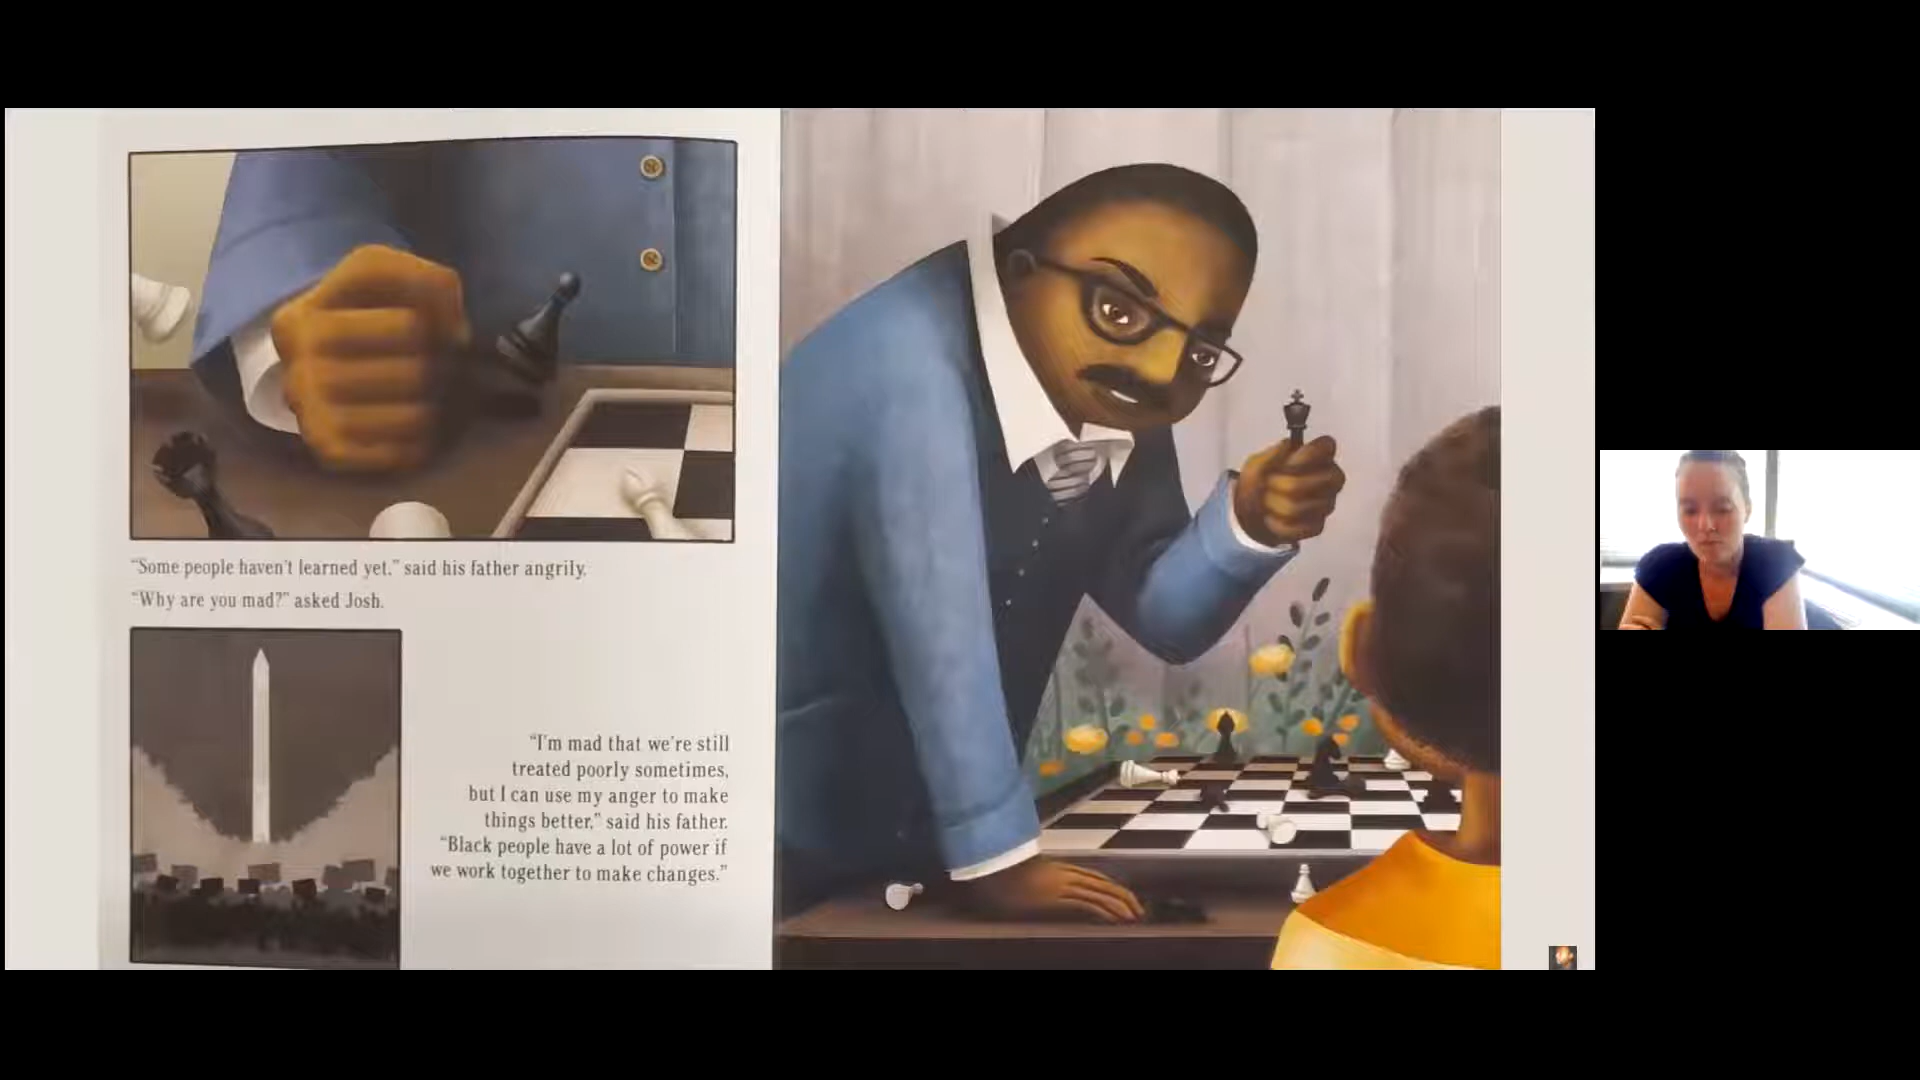 “Some people haven’t learned yet,” said his father angrily.
“Why are you mad?” asked Josh.
“I’m mad that we’re still
treated poorly sometimes,
but I can use my anger to make
things better,” said his father.
“Black people have a lot of power if
we work together to make changes.”